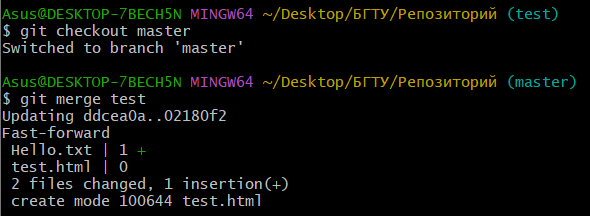 Asus@DESKTOP-7BECH5N MINGW64 ~/Desktop/БГТУ/Репозиторий (test)
$ git checkout master
Switched to branch 'master'

Asus@DESKTOP-7BECH5N MINGW64 ~/Desktop/БГТУ/Репозиторий (master)
$ git merge test
Updating ddcea0a..02180f2
Fast-forward
 Hello.txt | 1 +
 test.html | 0
 2 files changed, 1 insertion(+)
 create mode 100644 test.html